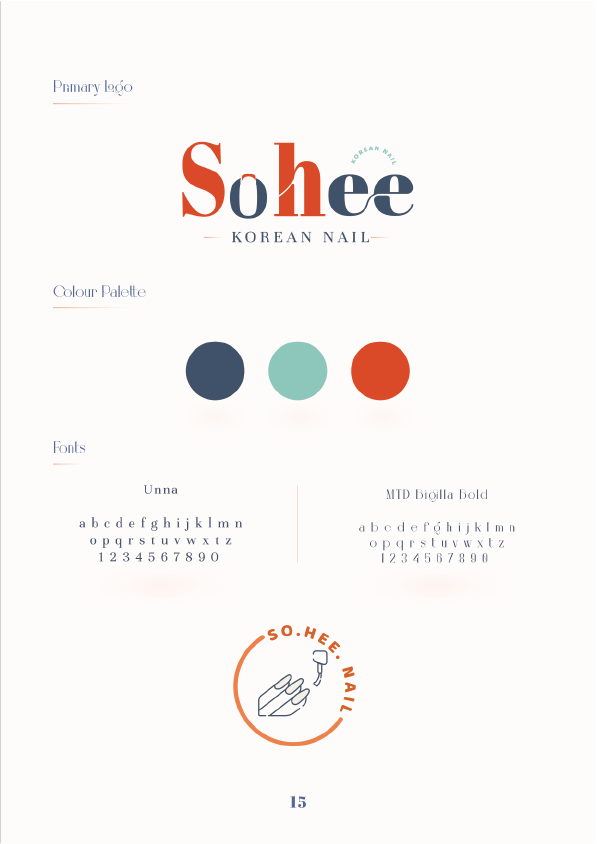 Primary logo
KOREAN NAIL
Sohee
KOREAN NAIL
Colour Palette
Fonts
Unna
a b c d e f g h i j k l m n
o p q r s t u v w x t z
1 2 3 4 5 6 7 8 9 0
MTD Gigilla Bold
a b c d e f g h i j k l m n
o p q r s t u v w x t z
1 2 3 4 5 6 7 8 9 0
SO.HEE. NAIL
15